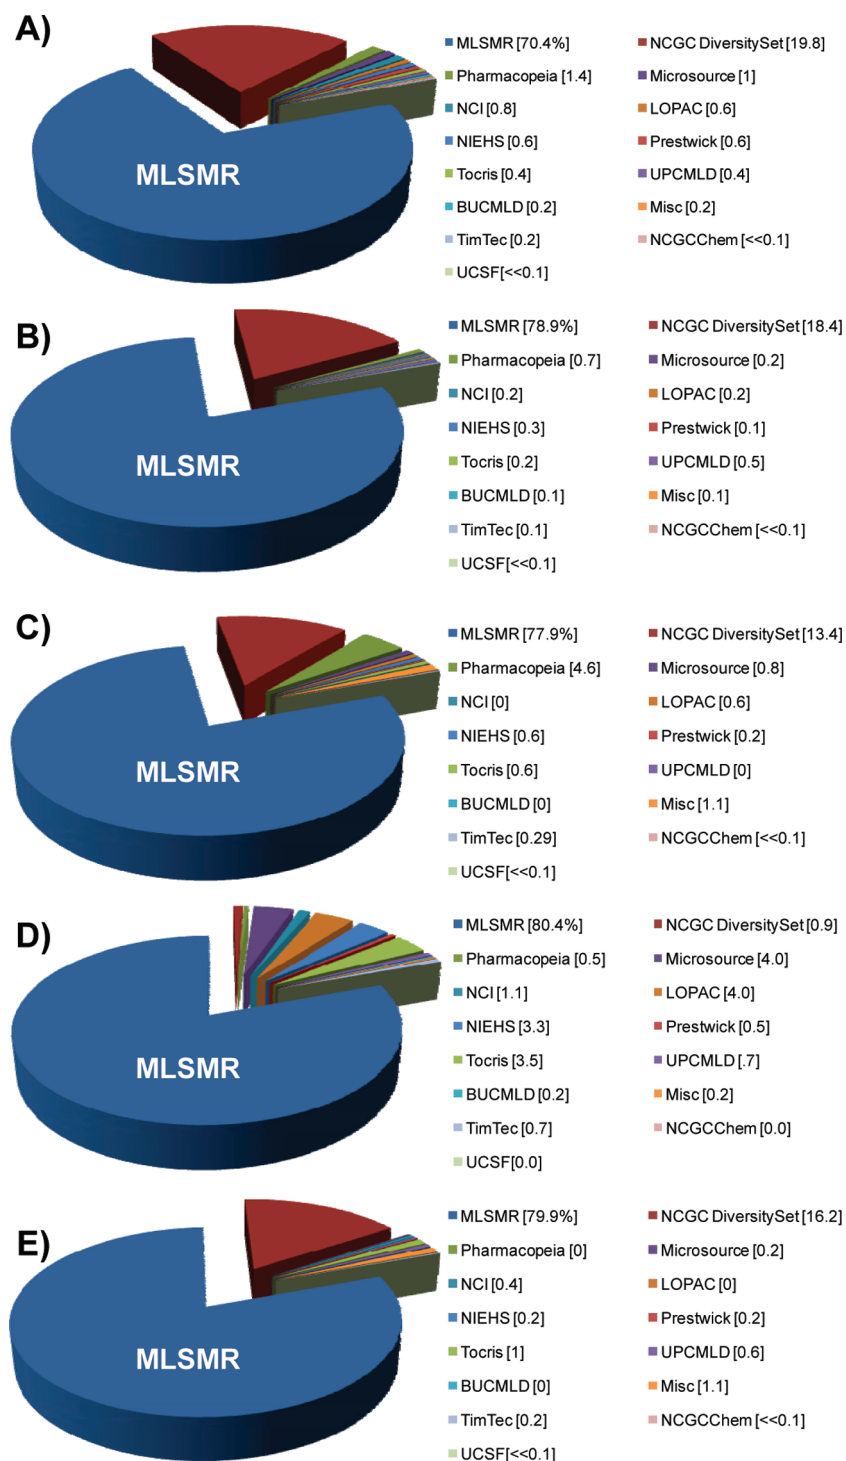 A)
MLSMR [70.4%] NCGC DiversitySet [19.8]
Pharmacopeia [1.4] Microsource [1]
NCI [0.8] LOPAC [0.6]
NIEHS [0.6] Prestwick [0.6]
Tocris [0.4] UPCMLD [0.4]
BUCMLD [0.2] Misc [0.2]
TimTec [0.2] NCGCChem [<<0.1]
UCSF[<<0.1]
MLSMR
B)
MLSMR [78.9%] NCGC DiversitySet [18.4]
Pharmacopeia [0.7] Microsource [0.2]
NCI [0.2] LOPAC [0.2]
NIEHS [0.3] Prestwick [0.1]
Tocris [0.2] UPCMLD [0.5]
BUCMLD [0.1] Misc [0.1]
TimTec [0.1] NCGCChem [<<0.1]
UCSF[<<0.1]
MLSMR
C)
MLSMR [77.9%] NCGC DiversitySet [13.4]
Pharmacopeia [4.6] Microsource [0.8]
NCI [0] LOPAC [0.6]
NIEHS [0.6] Prestwick [0.2]
Tocris [0.6] UPCMLD [0]
BUCMLD [0] Misc [1.1]
TimTec [0.29] NCGCChem [<<0.1]
UCSF[<<0.1]
MLSMR
D)
MLSMR [80.4%] NCGC DiversitySet [0.9]
Pharmacopeia [0.5] Microsource [4.0]
NCI [1.1] LOPAC [4.0]
NIEHS [3.3] Prestwick [0.5]
Tocris [3.5] UPCMLD [.7]
BUCMLD [0.2] Misc [0.2]
TimTec [0.7] NCGCChem [0.0]
UCSF [0.0]
MLSMR
E)
MLSMR [79.9%] NCGC DiversitySet [16.2]
Pharmacopeia [0] Microsource [0.2]
NCI [0.4] LOPAC [0]
NIEHS [0.2] Prestwick [0.2]
Tocris [1] UPCMLD [0.6]
BUCMLD [0] Misc [1.1]
TimTec [0.2] NCGCChem [<<0.1]
UCSF[<<0.1]
MLSMR